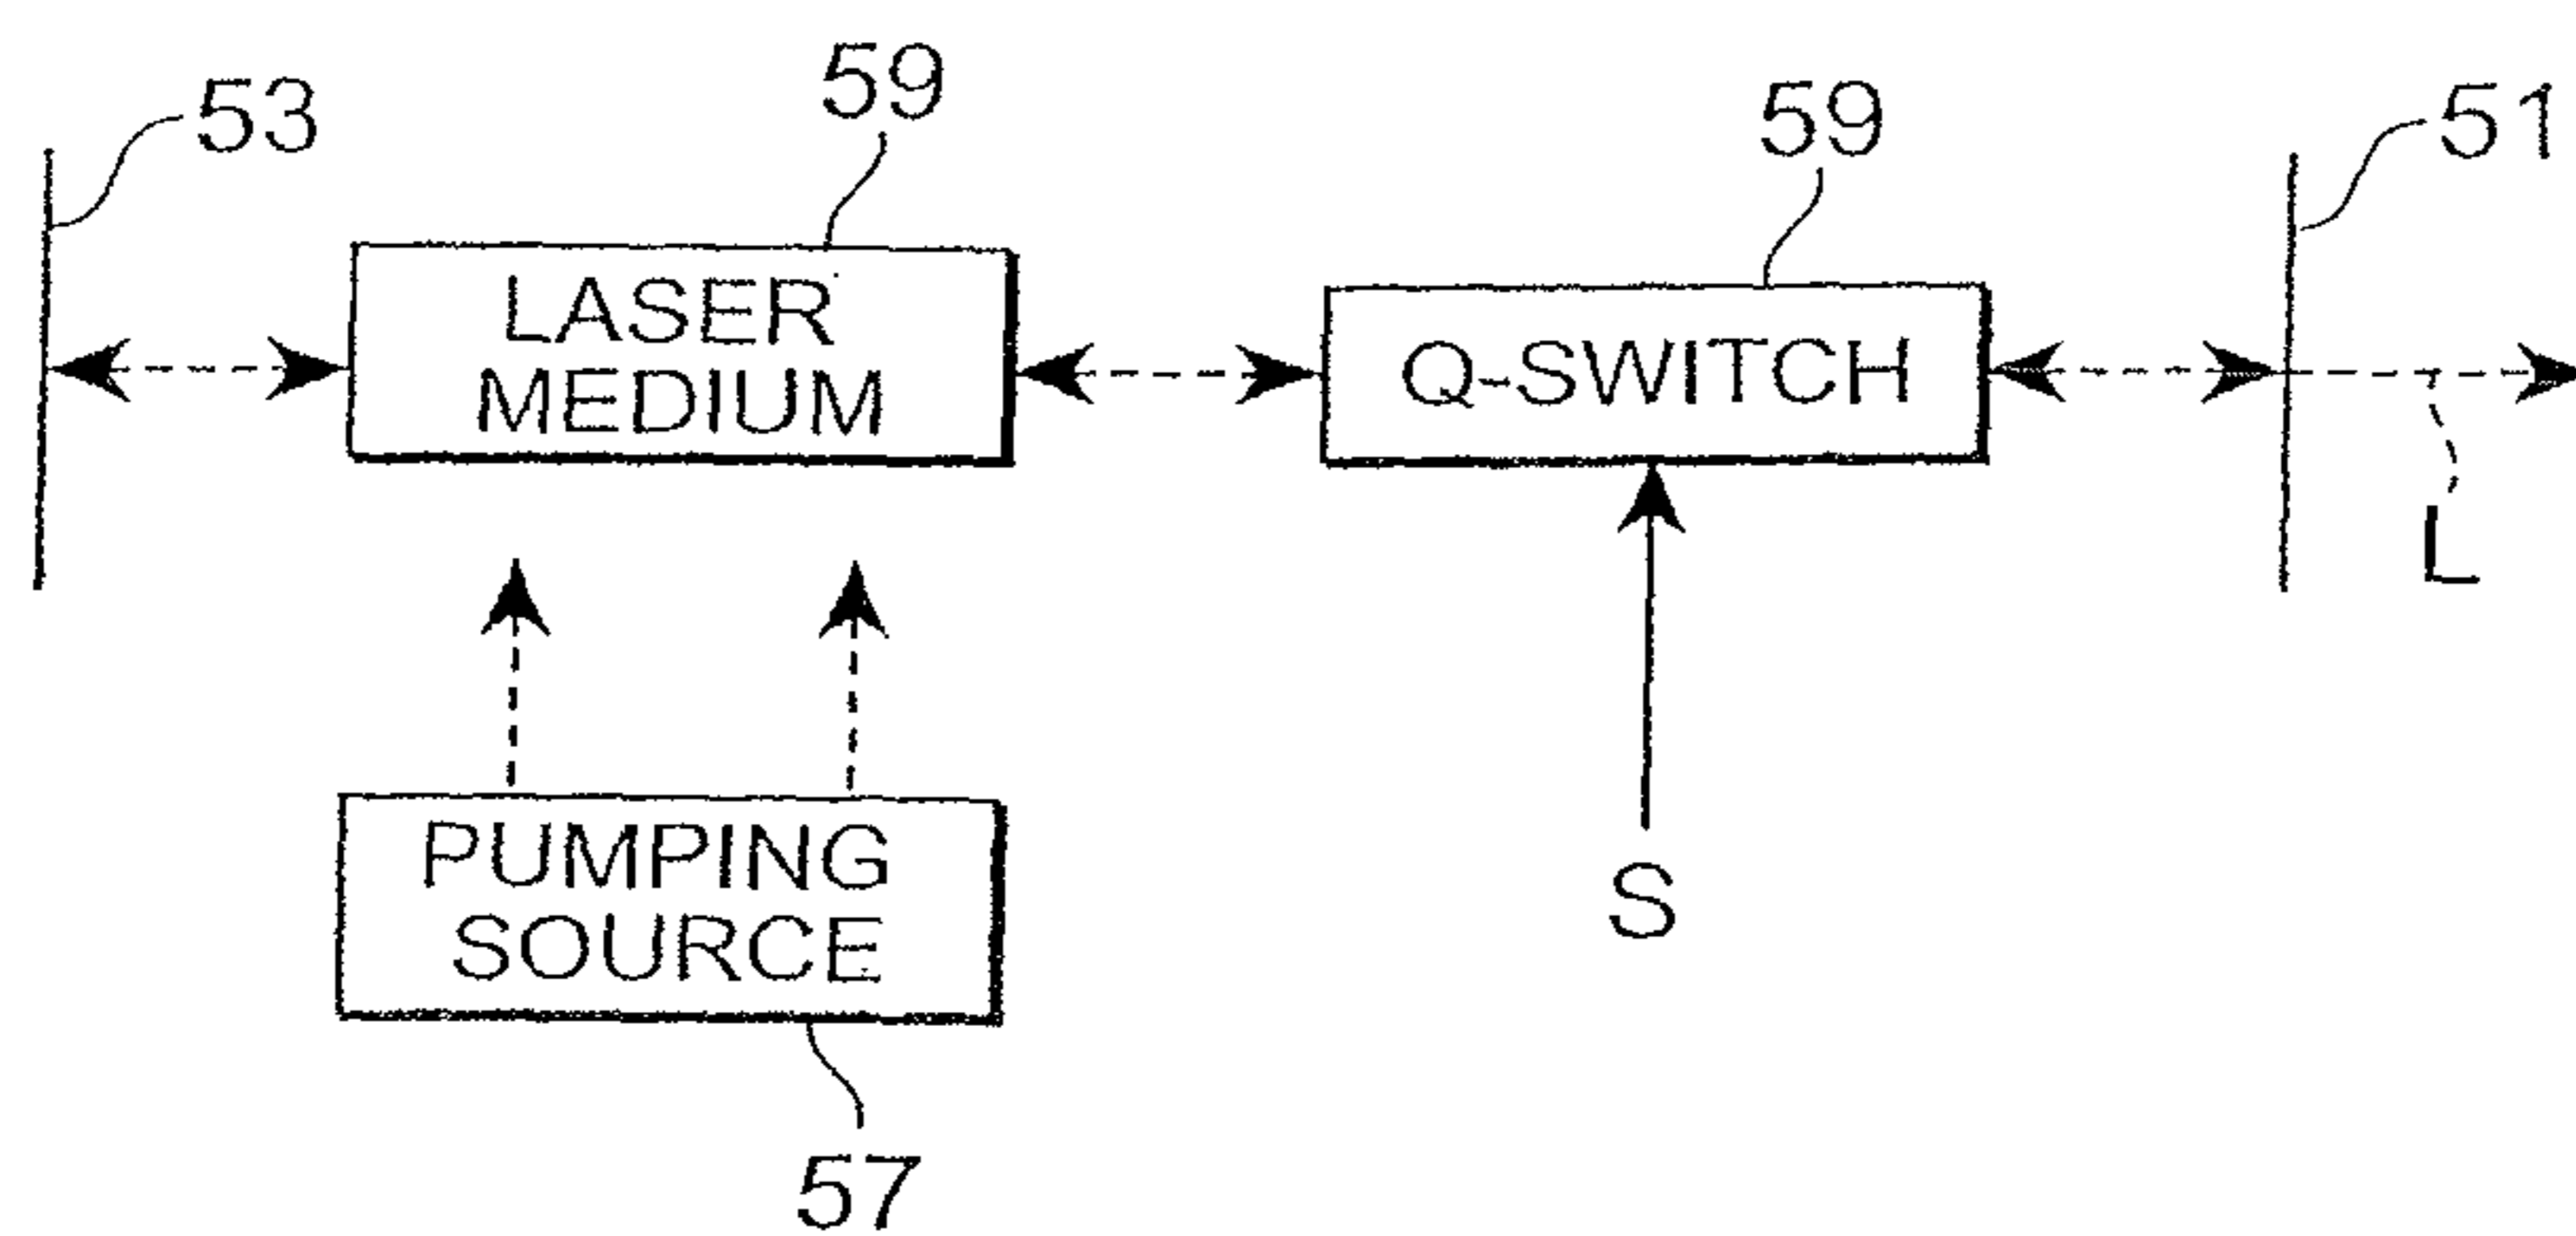 53
59
59
51
LASER
MEDIUM
Q-SWITCH
L
PUMPING
SOURCE
S
57